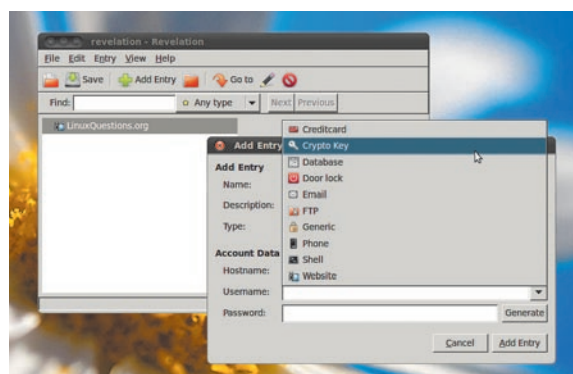 revelation - Revelation
File Edit Entry View Help
Save Add Entry Go to
Find: Any type Next Previous
LinuxQuestions.org
Add Entry
Add Entry
Name:
Description:
Type:
Account Data
Hostname:
Username:
Password: Generate
Cancel Add Entry
Creditcard
Crypto Key
Database
Door lock
Email
FTP
Generic
Phone
Shell
Website